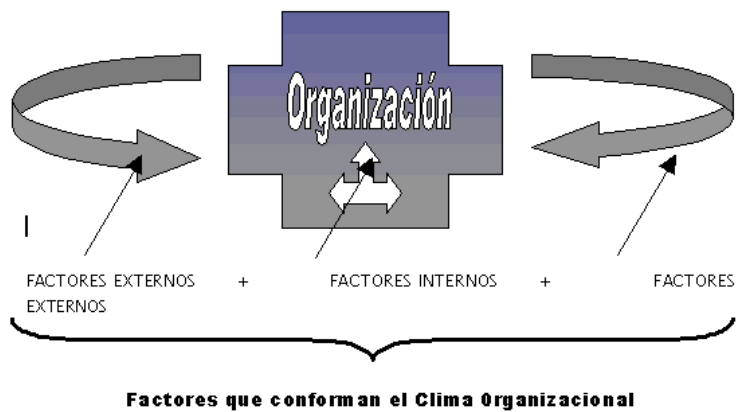 Organización
FACTORES EXTERNOS + FACTORES INTERNOS + FACTORES
EXTERNOS
Factores que conforman el Clima Organizacional